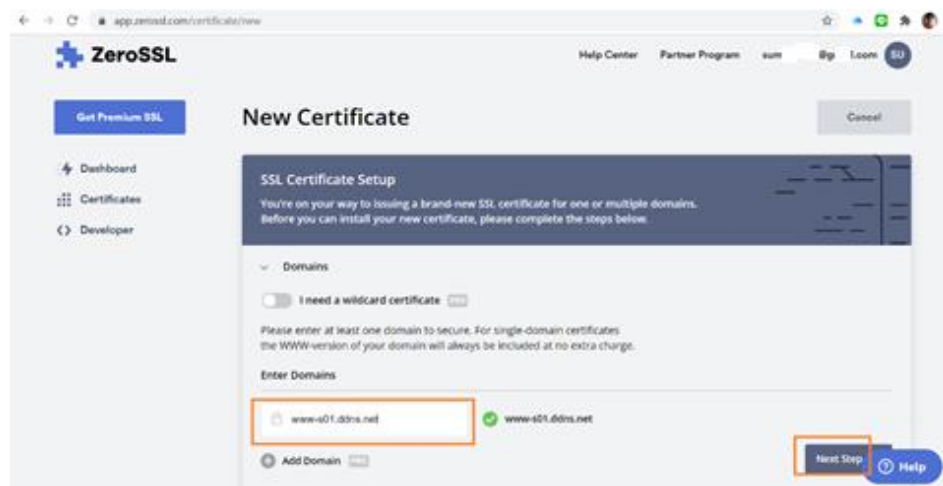 app.zerossl.com/certificate/new
ZeroSSL
Help Center Partner Program sum @g l.com SU
Get Premium SSL
New Certificate
Cancel
Dashboard
Certificates
Developer
SSL Certificate Setup
You're on your way to issuing a brand-new SSL certificate for one or multiple domains.
Before you can install your new certificate, please complete the steps below.
Domains
I need a wildcard certificate PRO
Please enter at least one domain to secure. For single-domain certificates
the WWW-version of your domain will always be included at no extra charge.
Enter Domains
www-s01.ddns.net www-s01.ddns.net
Add Domain PRO
Next Step
Help